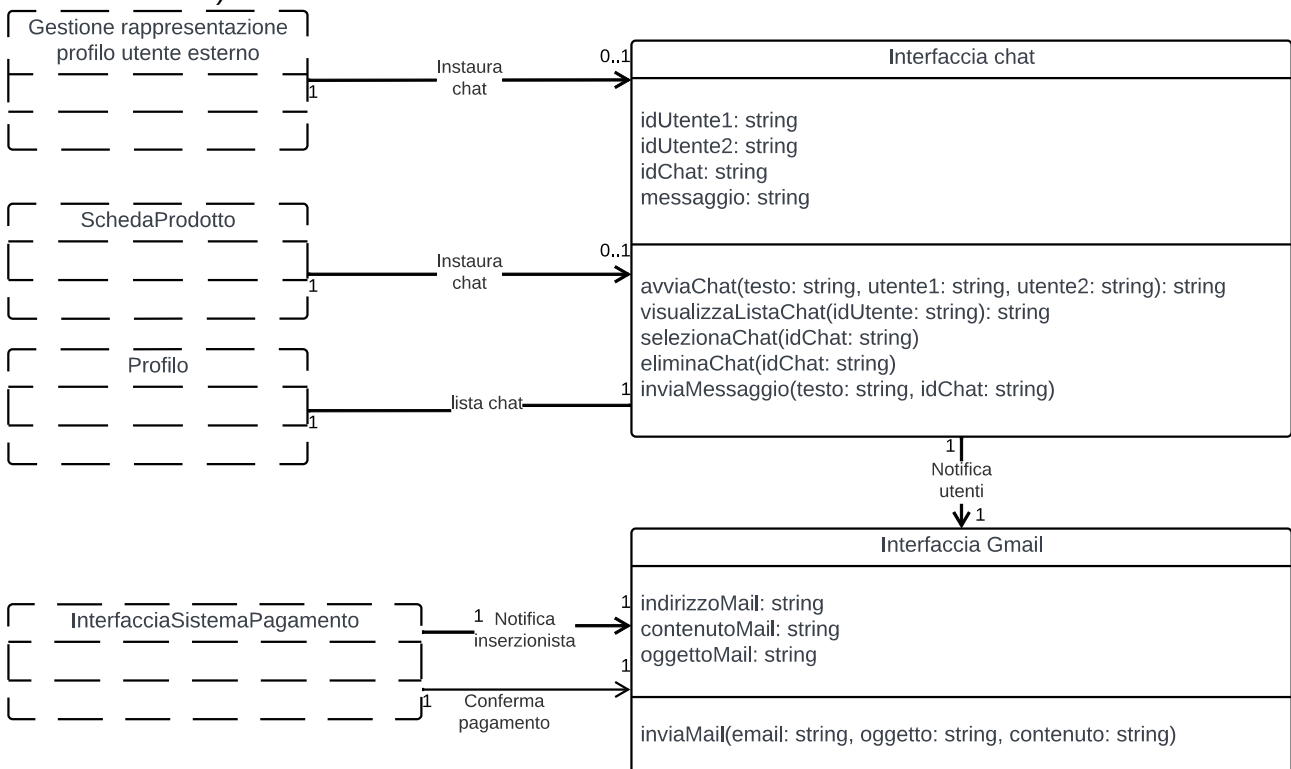 Gestione rappresentazione
profilo utente esterno
1
Instaura
chat
0..1
Interfaccia chat
idUtente1: string
idUtente2: string
idChat: string
messaggio: string
SchedaProdotto
1
Instaura
chat
0..1
avviaChat(testo: string, utente1: string, utente2: string): string
visualizzaListaChat(idUtente: string): string
selezionaChat(idChat: string)
eliminaChat(idChat: string)
inviaMessaggio(testo: string, idChat: string)
Profilo
1
lista chat
1
1
Notifica
utenti
1
Interfaccia Gmail
indirizzoMail: string
contenutoMail: string
oggettoMail: string
InterfacciaSistemaPagamento
1 Notifica
inserzionista
1
1
Conferma
pagamento
1
inviaMail(email: string, oggetto: string, contenuto: string)